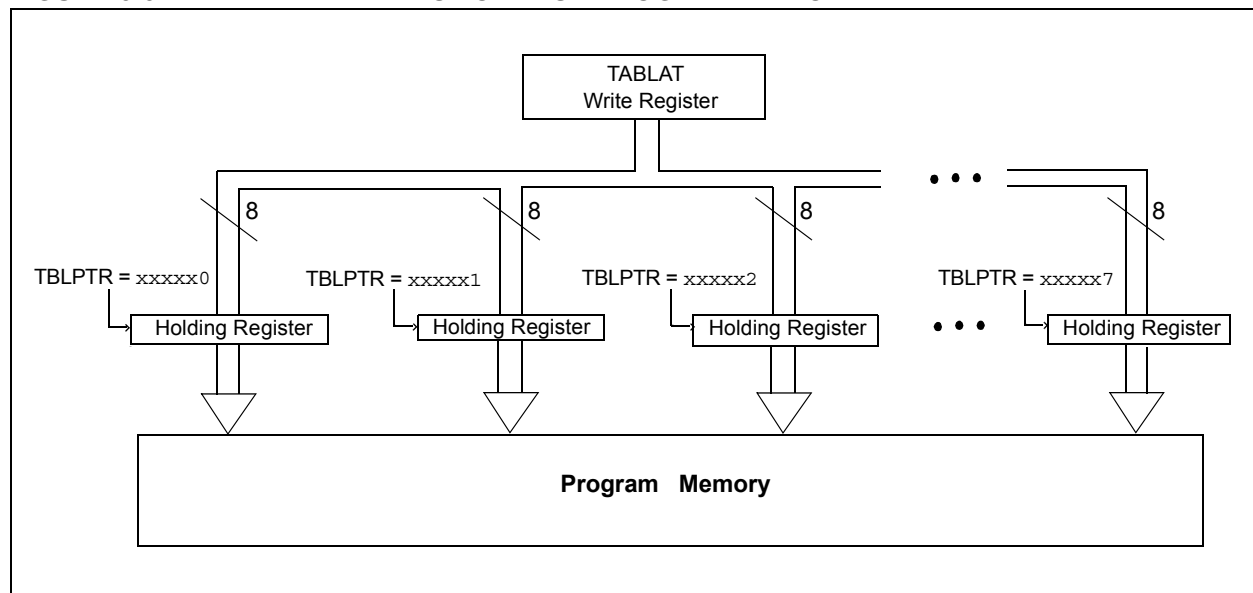 TABLAT
Write Register
8 8 8 8
TBLPTR = xxxxx0 TBLPTR = xxxxx1 TBLPTR = xxxxx2 TBLPTR = xxxxx7
Holding Register Holding Register Holding Register Holding Register
Program Memory